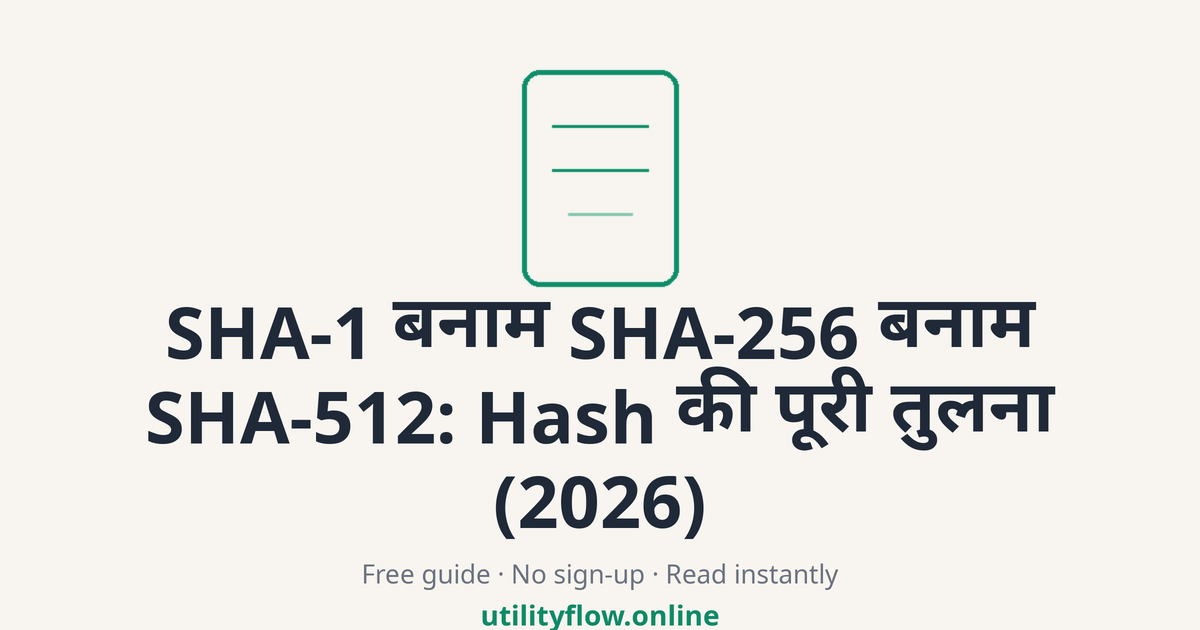 SHA-1 बनाम SHA-256 बनाम
SHA-512: Hash की पूरी तुलना
(2026)
Free guide · No sign-up · Read instantly
utilityflow.online